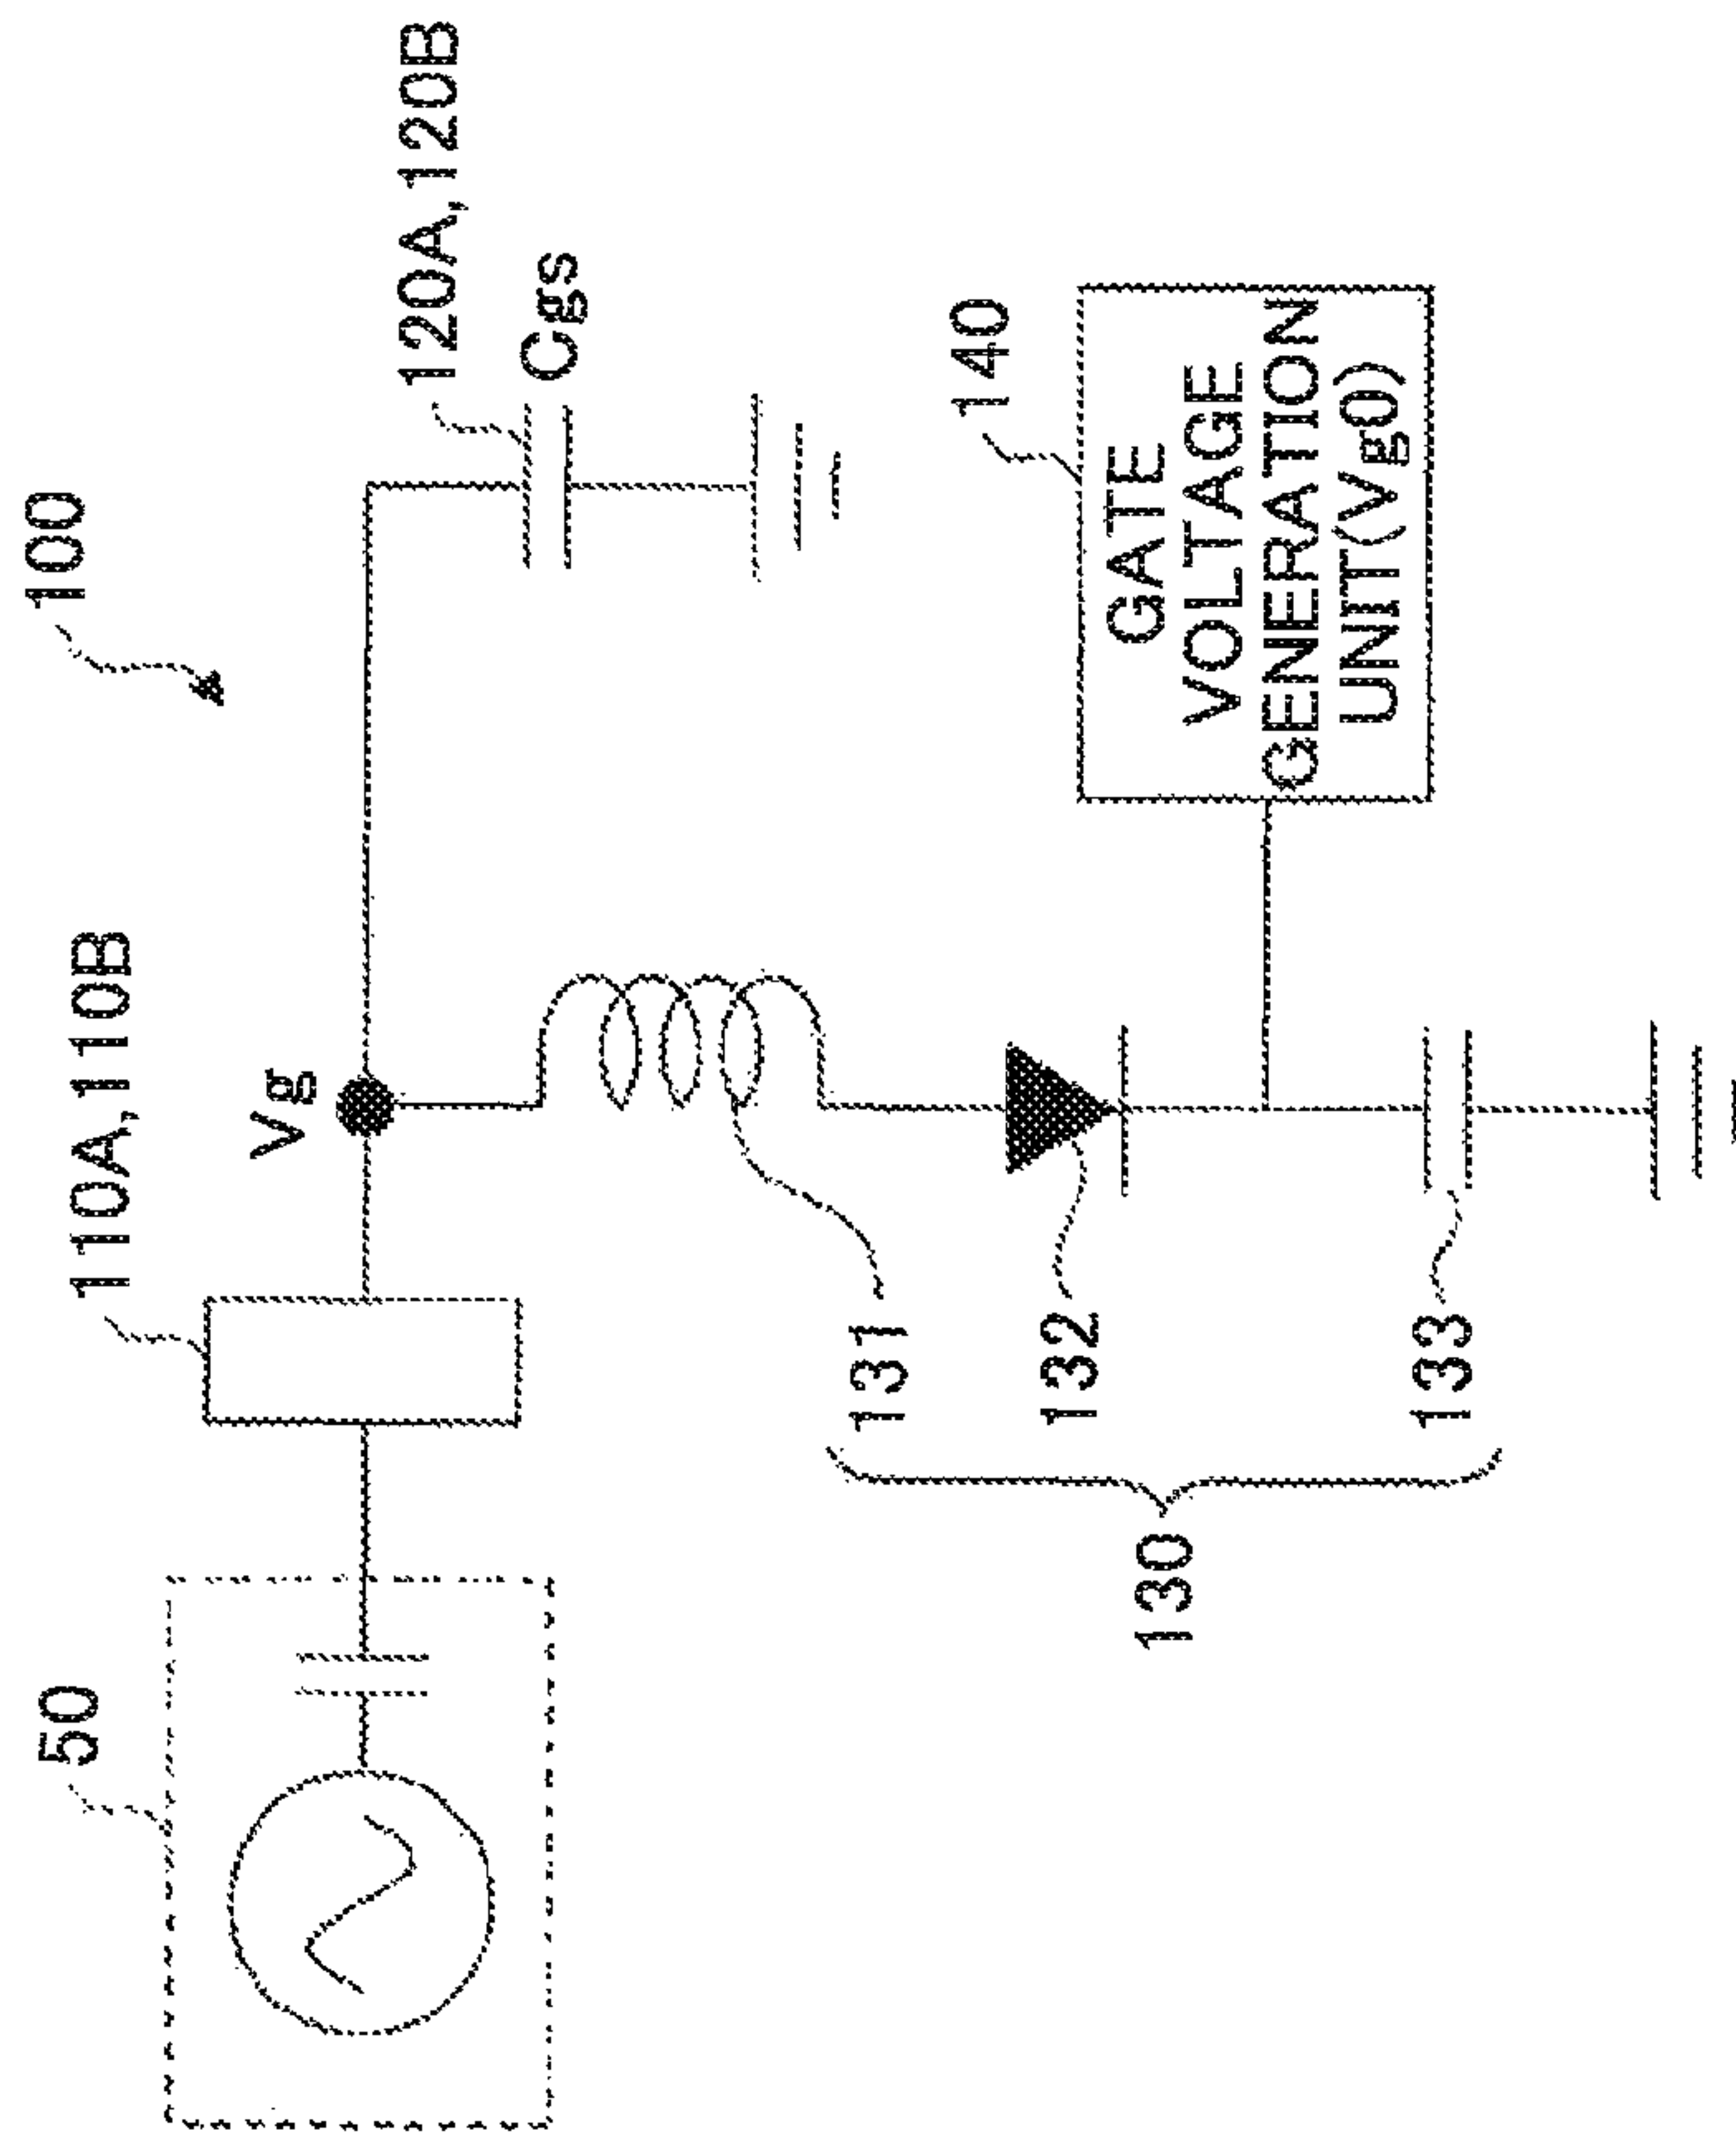 100
50
110A,110B
Vg
120A,120B
Cgs
131
132
133
130
140
GATE
VOLTAGE
GENERATION
UNIT(Vg0)